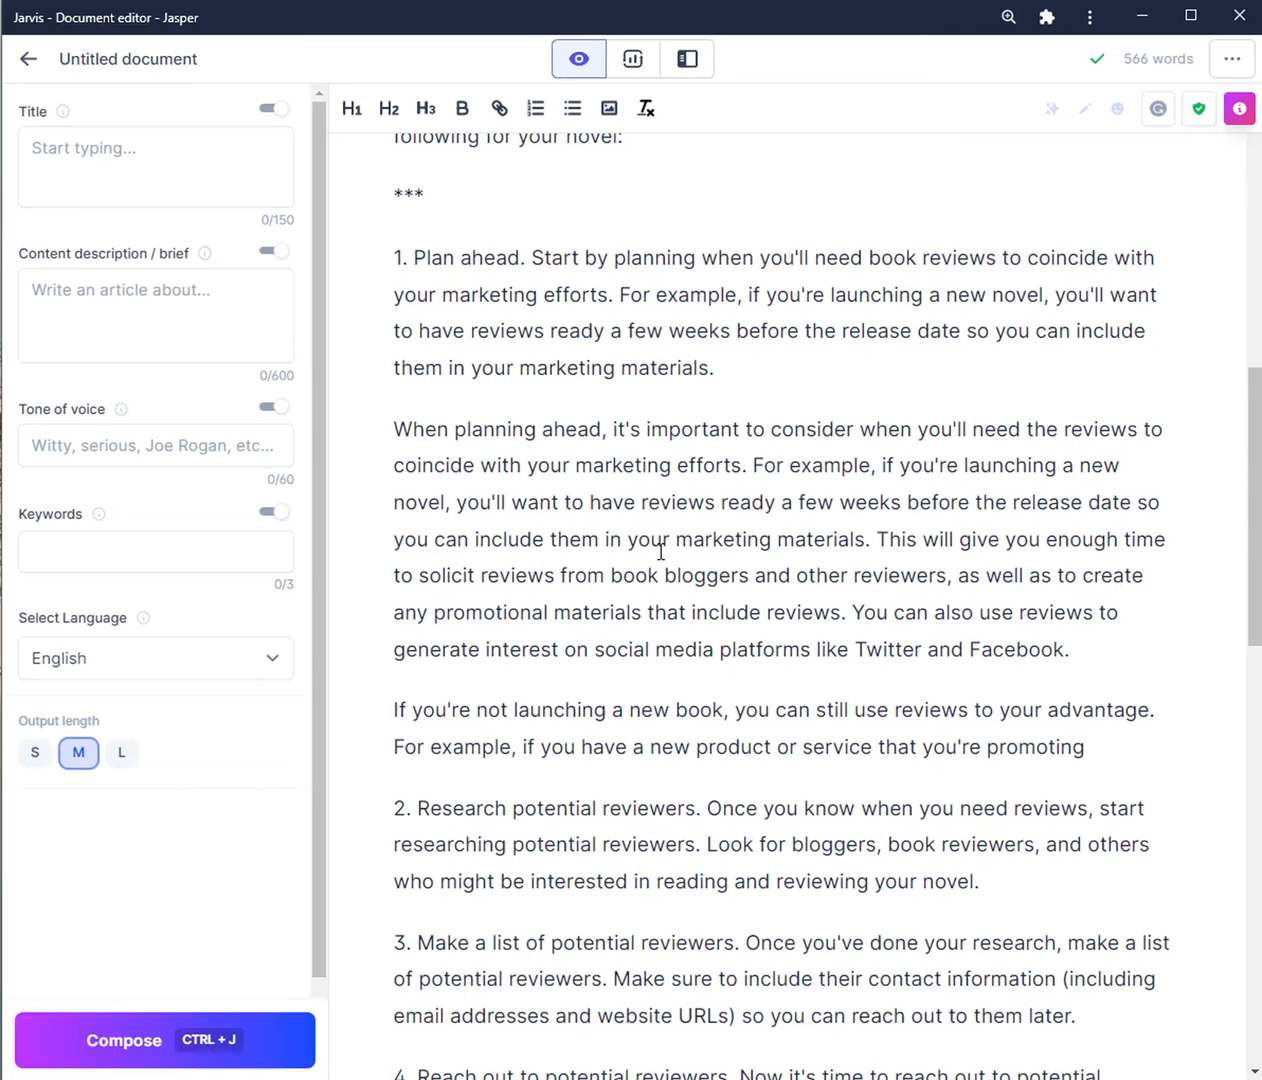 Jarvis - Document editor - Jasper
Untitled document
566 words
Title
Start typing...
0/150
Content description / brief
Write an article about...
0/600
Tone of voice
Witty, serious, Joe Rogan, etc...
0/60
Keywords
0/3
Select Language
English
Output length
S M L
Compose CTRL + J
H1 H2 H3 B
following for your novel:
***
1. Plan ahead. Start by planning when you'll need book reviews to coincide with
your marketing efforts. For example, if you're launching a new novel, you'll want
to have reviews ready a few weeks before the release date so you can include
them in your marketing materials.
When planning ahead, it's important to consider when you'll need the reviews to
coincide with your marketing efforts. For example, if you're launching a new
novel, you'll want to have reviews ready a few weeks before the release date so
you can include them in your marketing materials. This will give you enough time
to solicit reviews from book bloggers and other reviewers, as well as to create
any promotional materials that include reviews. You can also use reviews to
generate interest on social media platforms like Twitter and Facebook.
If you're not launching a new book, you can still use reviews to your advantage.
For example, if you have a new product or service that you're promoting
2. Research potential reviewers. Once you know when you need reviews, start
researching potential reviewers. Look for bloggers, book reviewers, and others
who might be interested in reading and reviewing your novel.
3. Make a list of potential reviewers. Once you've done your research, make a list
of potential reviewers. Make sure to include their contact information (including
email addresses and website URLs) so you can reach out to them later.
4. Reach out to potential reviewers. Now it's time to reach out to potential